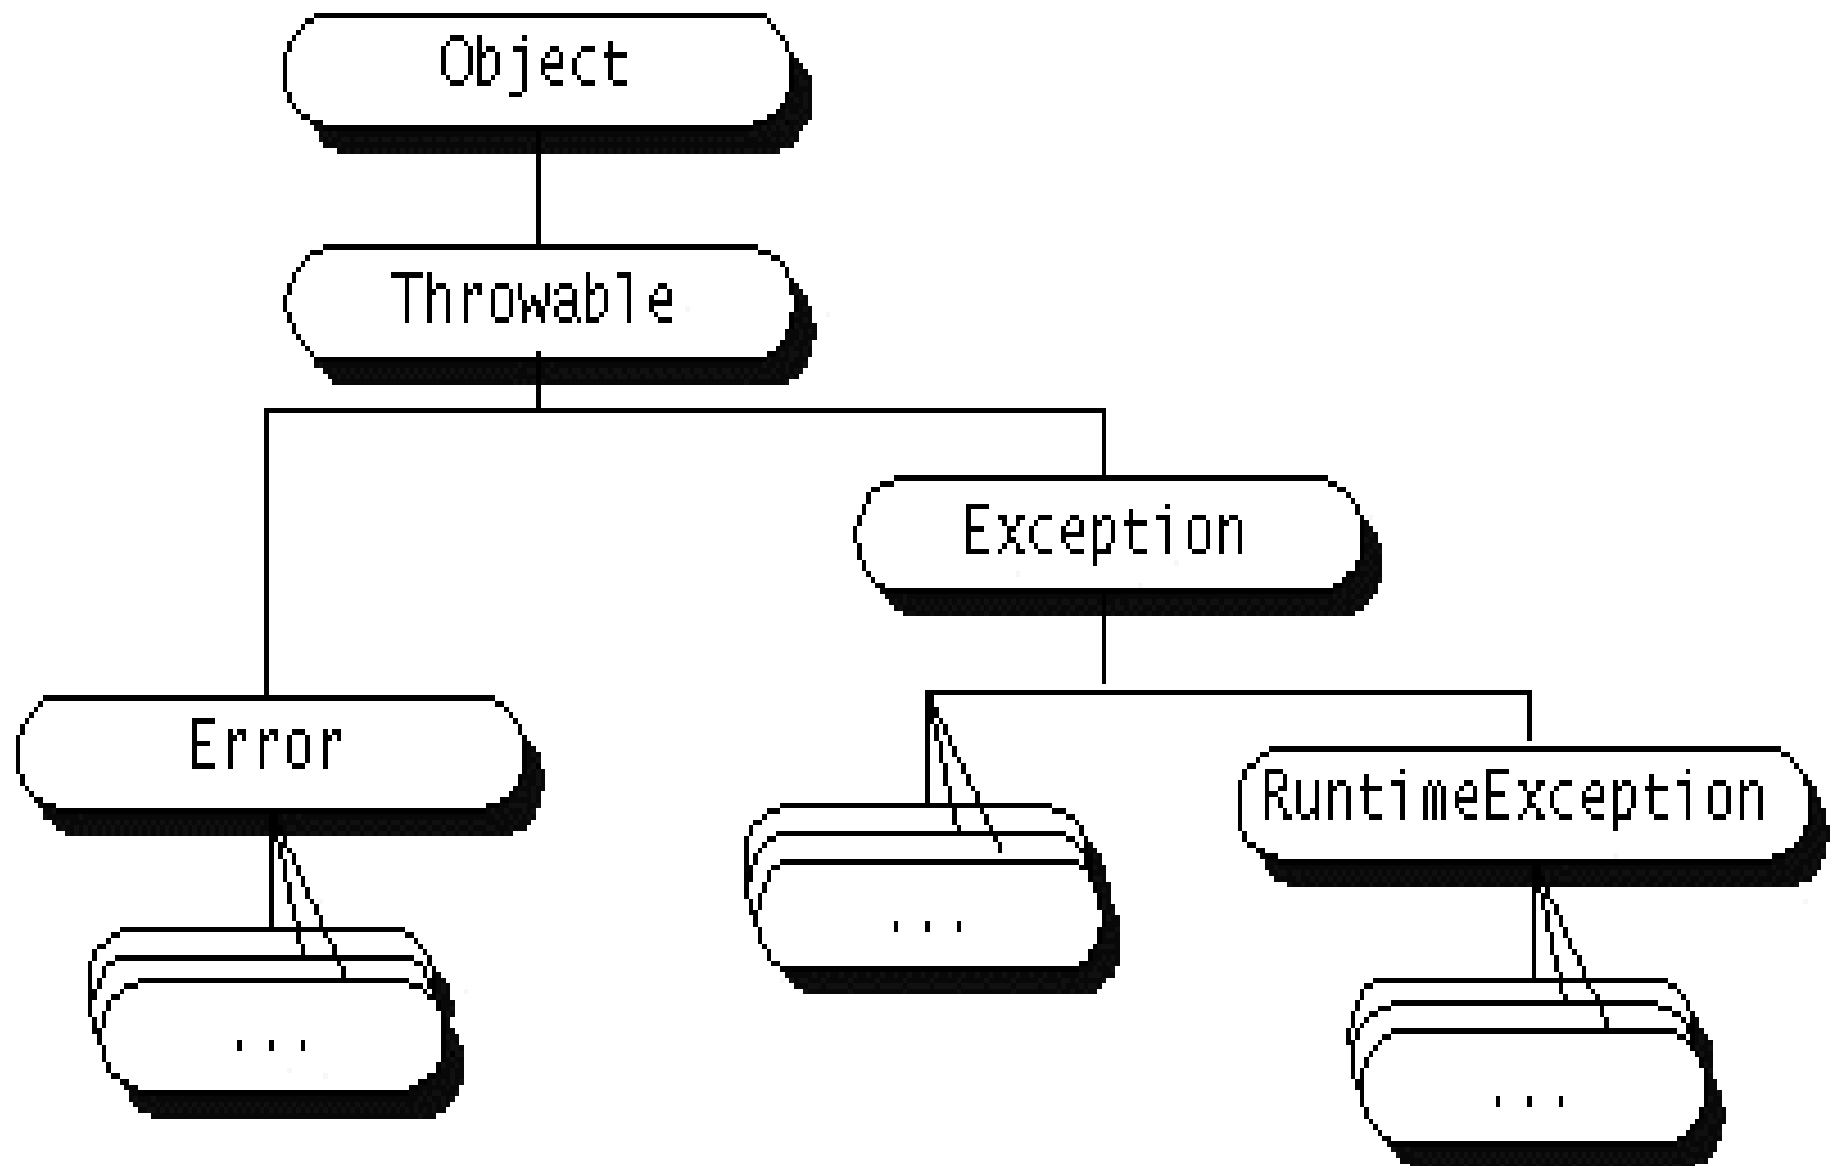 Object
Throwable
Exception
Error
RuntimeException
...
...
...